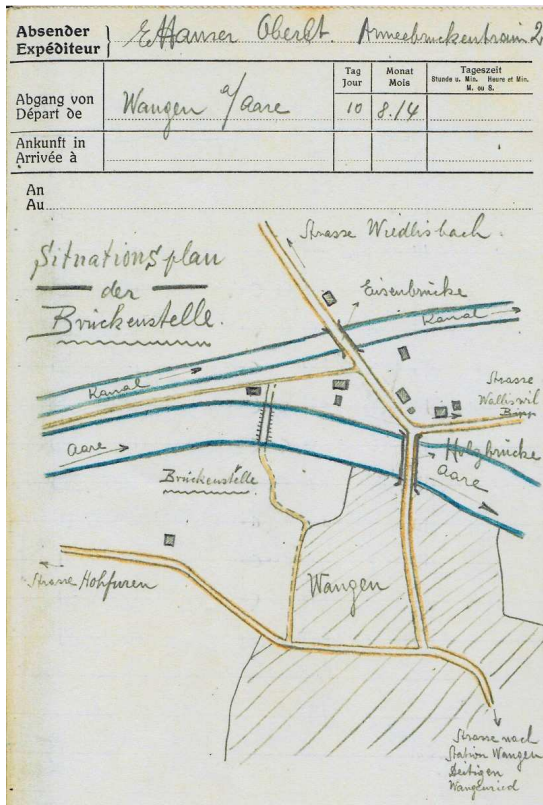 Absender
Expéditeur
E Hauser Oberlt. Armeebrückentrain 2
Tag
Jour
Monat
Mois
Tageszeit
Stunde u. Min. Heure et Min.
M. ou S.
Abgang von
Départ de
Wangen a/Aare
10
8.14
Ankunft in
Arrivée à
An
Au
Situationsplan
der
Brückenstelle.
Strasse Wiedlisbach.
Eisenbrücke
Kanal
Kanal
Strasse
Walliswil
Bipp
Aare
Holzbrücke
Aare
Brückenstelle
Strasse Hohfuren
Wangen
Strasse nach
Station Wangen
Deitigen
Wangenried